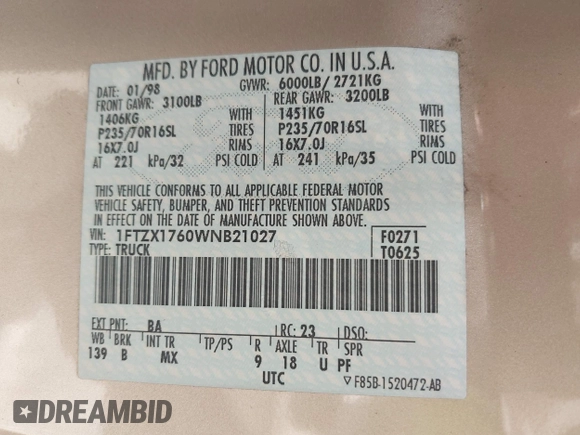 MFD. BY FORD MOTOR CO. IN U.S.A.
DATE: 01/98 GVWR: 6000LB/ 2721KG
FRONT GAWR: 3100LB REAR GAWR: 3200LB
1406KG WITH 1451KG WITH
P235/70R16SL TIRES P235/70R16SL TIRES
16X7.0J RIMS 16X7.0J RIMS
AT 221 kPa/32 PSI COLD AT 241 kPa/35 PSI COLD
THIS VEHICLE CONFORMS TO ALL APPLICABLE FEDERAL MOTOR
VEHICLE SAFETY, BUMPER, AND THEFT PREVENTION STANDARDS
IN EFFECT ON THE DATE OF MANUFACTURE SHOWN ABOVE.
VIN: 1FTZX1760WNB21027 F0271
TYPE: TRUCK T0625
EXT PNT: BA RC: 23 DSO:
WB BRK INT TR TP/PS R AXLE TR SPR
139 B MX 9 18 U PF
UTC F85B-1520472-AB
DREAMBID